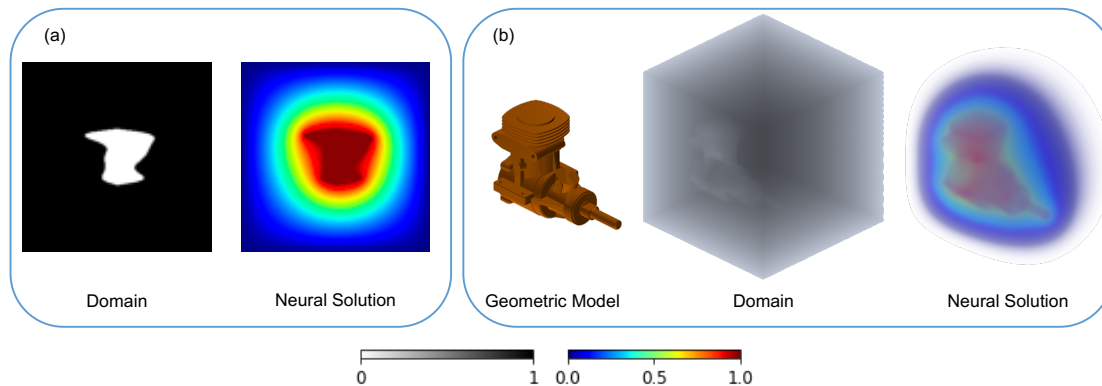 (a)
(b)
Domain
Neural Solution
Geometric Model
Domain
Neural Solution
0
1
0.0
0.5
1.0